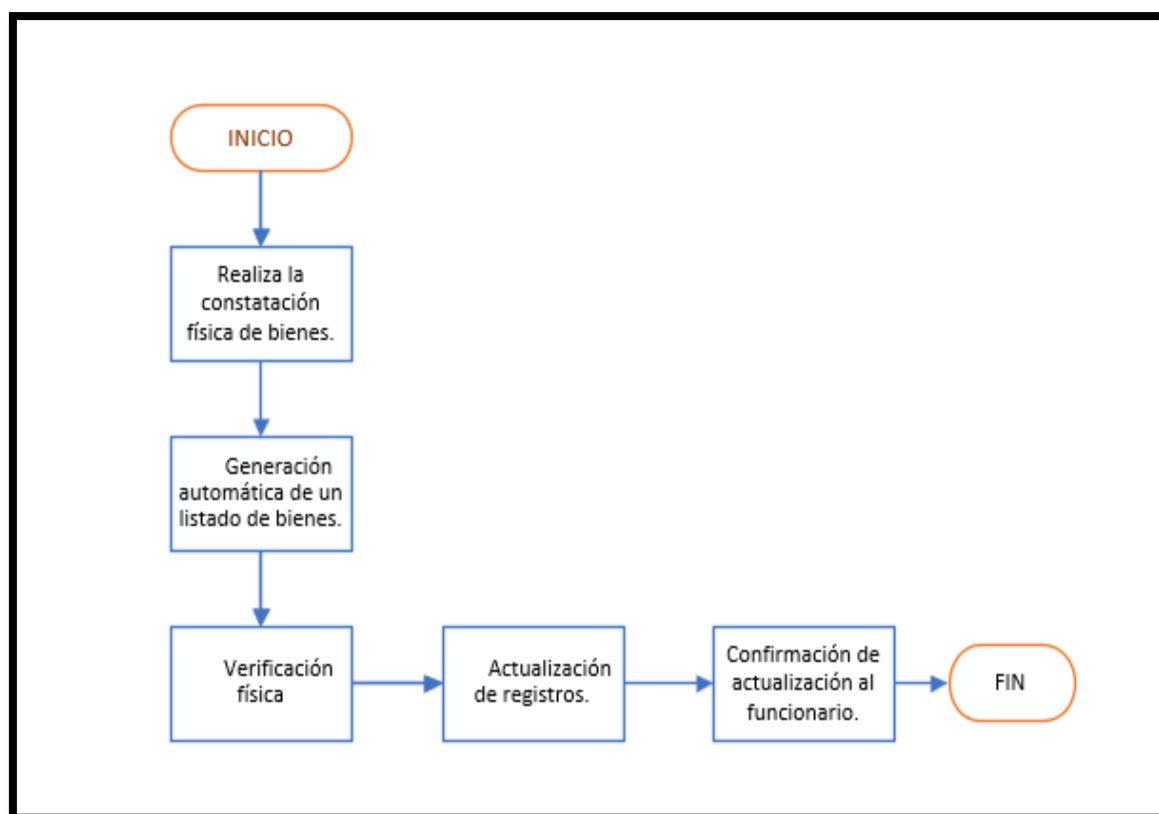 INICIO
Realiza la
constatación
física de bienes.
Generación
automática de un
listado de bienes.
Verificación
física
Actualización
de registros.
Confirmación de
actualización al
funcionario.
FIN